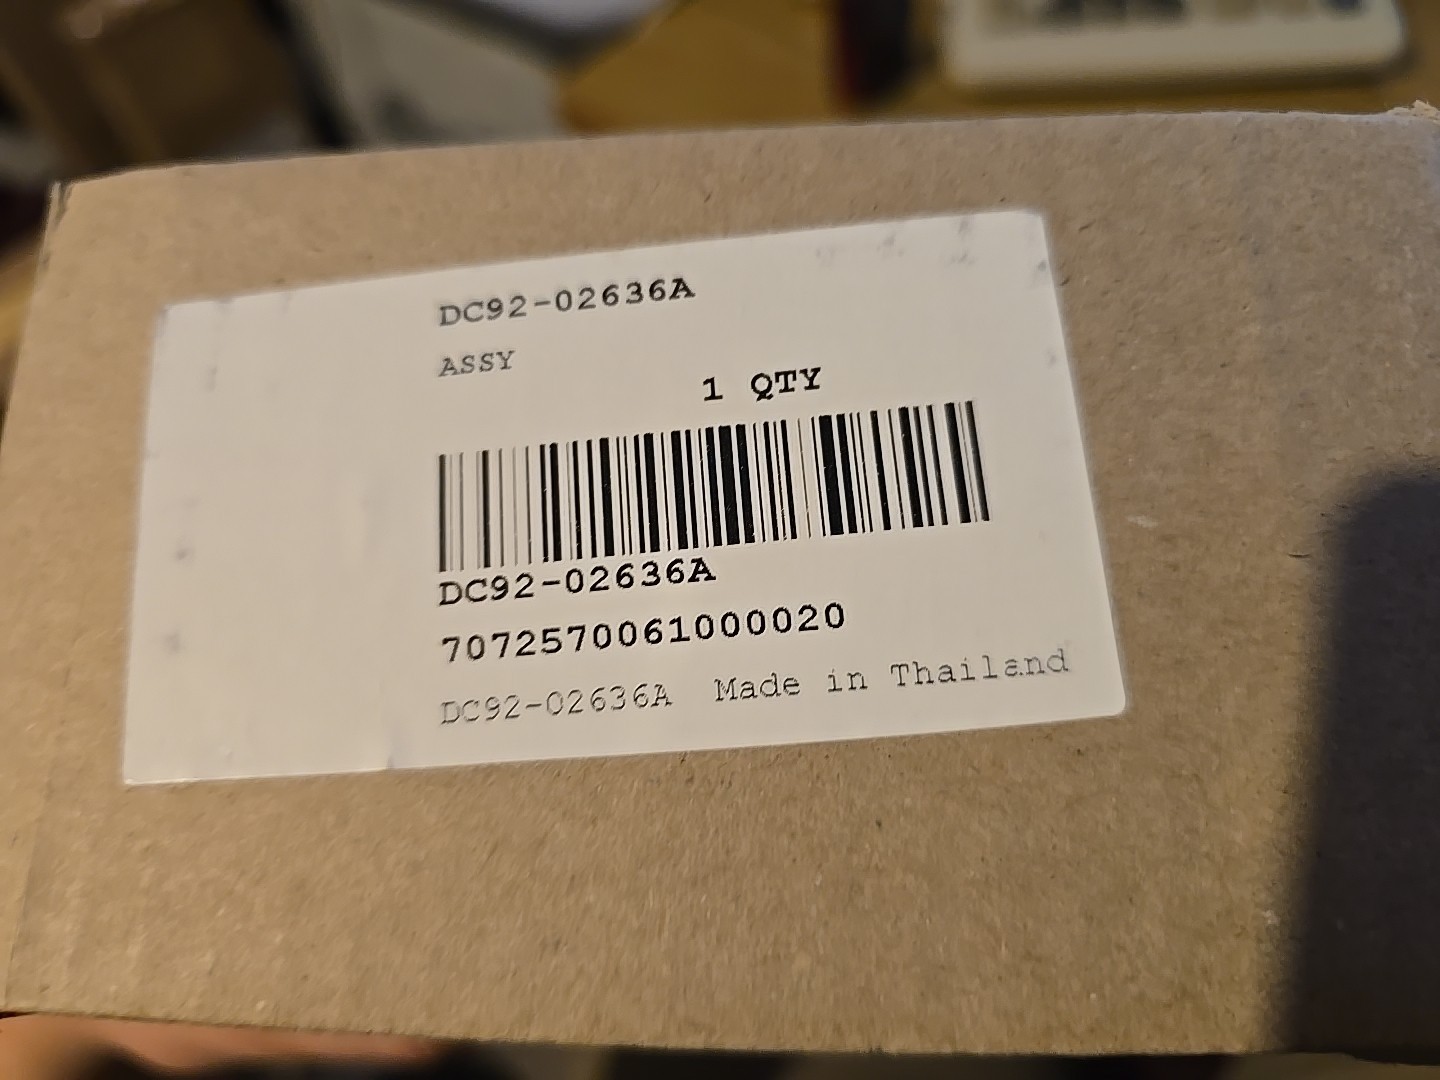 DC92-02636A
ASSY
1 QTY
DC92-02636A
7072570061000020
DC92-02636A Made in Thailand